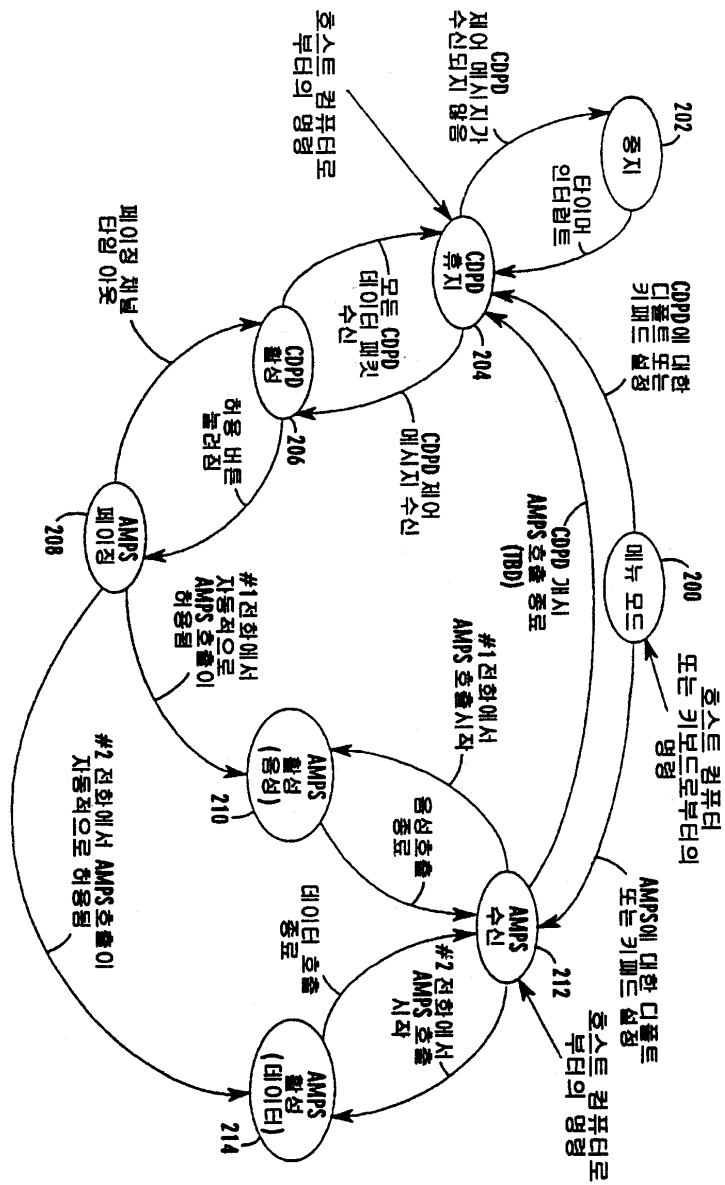 호스트 컴퓨터
또는 키보드로부터의
명령
200
메뉴 모드
CDPD에 대한
디폴트 또는
키패드 설정
AMPS에 대한 디폴트
또는 키패드 설정
202
중지
타이머
인터럽트
CDPD
제어 메시지가
수신되지 않음
호스트 컴퓨터로
부터의 명령
CDPD
휴지
204
CDPD 개시
AMPS 호출 종료
(TBD)
AMPS
수신
212
호스트 컴퓨터로
부터의 명령
CDPD 제어
메시지 수신
모든 CDPD
데이터 패킷
수신
#1 전화에서
AMPS 호출시작
음성호출
종료
#2 전화에서
AMPS 호출
시작
데이터 호출
종료
CDPD
활성
206
허용 버튼
눌려짐
페이징 채널
타임 아웃
AMPS
페이징
208
#1 전화에서
자동적으로
AMPS 호출이
허용됨
AMPS
활성
(음성)
210
#2 전화에서 AMPS 호출이
자동적으로 허용됨
AMPS
활성
(데이터)
214